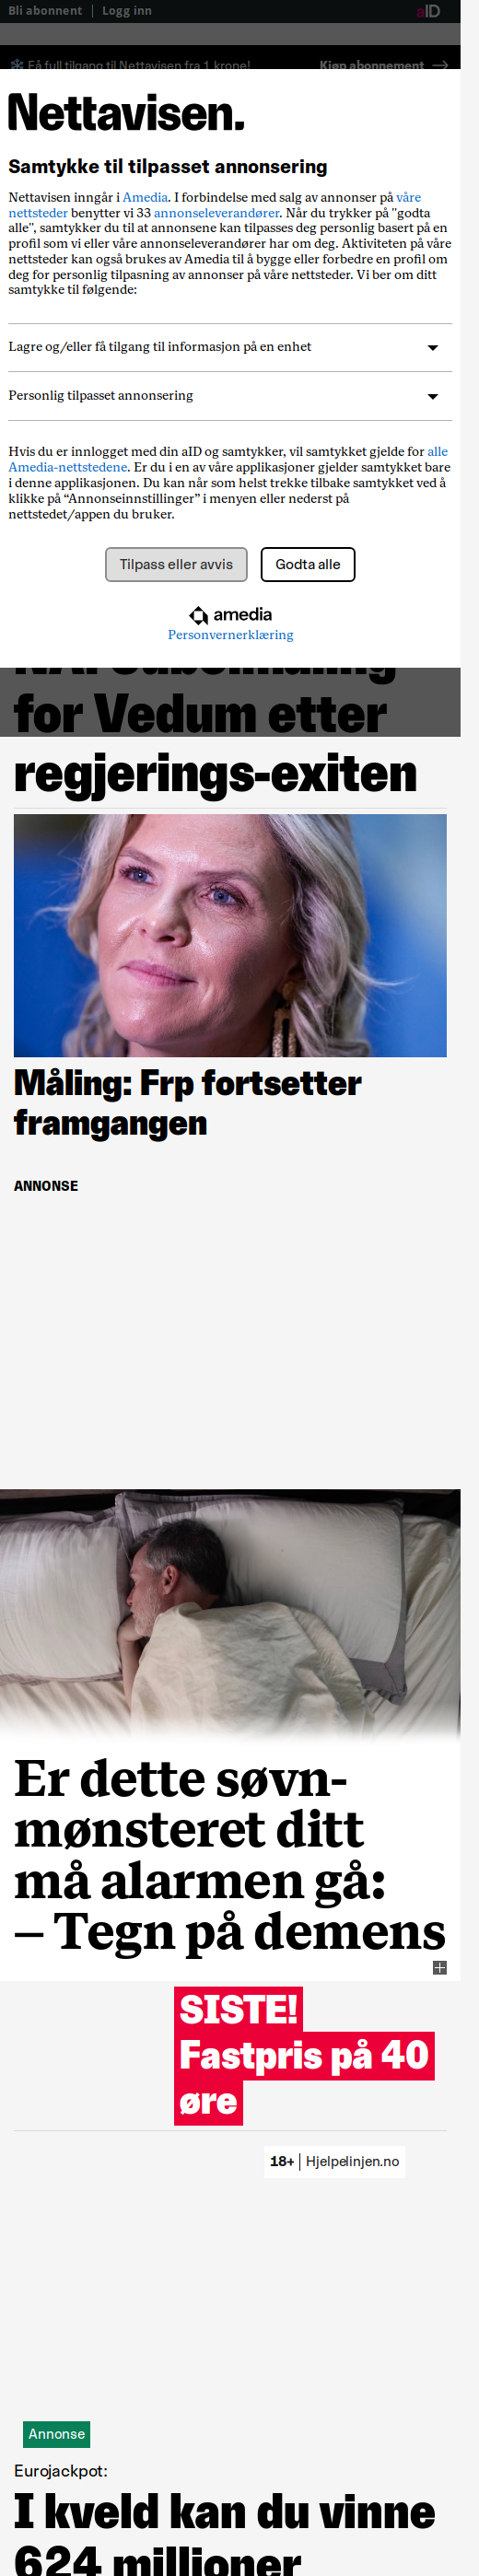 Bli abonnent | Logg inn
aID
Få full tilgang til Nettavisen fra 1 krone!
Kjøp abonnement →
Nettavisen.
Samtykke til tilpasset annonsering
Nettavisen inngår i Amedia. I forbindelse med salg av annonser på våre
nettsteder benytter vi 33 annonseleverandører. Når du trykker på "godta
alle", samtykker du til at annonsene kan tilpasses deg personlig basert på en
profil som vi eller våre annonseleverandører har om deg. Aktiviteten på våre
nettsteder kan også brukes av Amedia til å bygge eller forbedre en profil om
deg for personlig tilpasning av annonser på våre nettsteder. Vi ber om ditt
samtykke til følgende:
Lagre og/eller få tilgang til informasjon på en enhet
Personlig tilpasset annonsering
Hvis du er innlogget med din aID og samtykker, vil samtykket gjelde for alle
Amedia-nettstedene. Er du i en av våre applikasjoner gjelder samtykket bare
i denne applikasjonen. Du kan når som helst trekke tilbake samtykket ved å
klikke på “Annonseinnstillinger” i menyen eller nederst på
nettstedet/appen du bruker.
Tilpass eller avvis
Godta alle
amedia
Personvernerklæring
for Vedum etter
regjerings-exiten
Måling: Frp fortsetter
framgangen
ANNONSE
Er dette søvn-
mønsteret ditt
må alarmen gå:
– Tegn på demens
SISTE!
Fastpris på 40
øre
18+ | Hjelpelinjen.no
Annonse
Eurojackpot:
I kveld kan du vinne
624 millioner